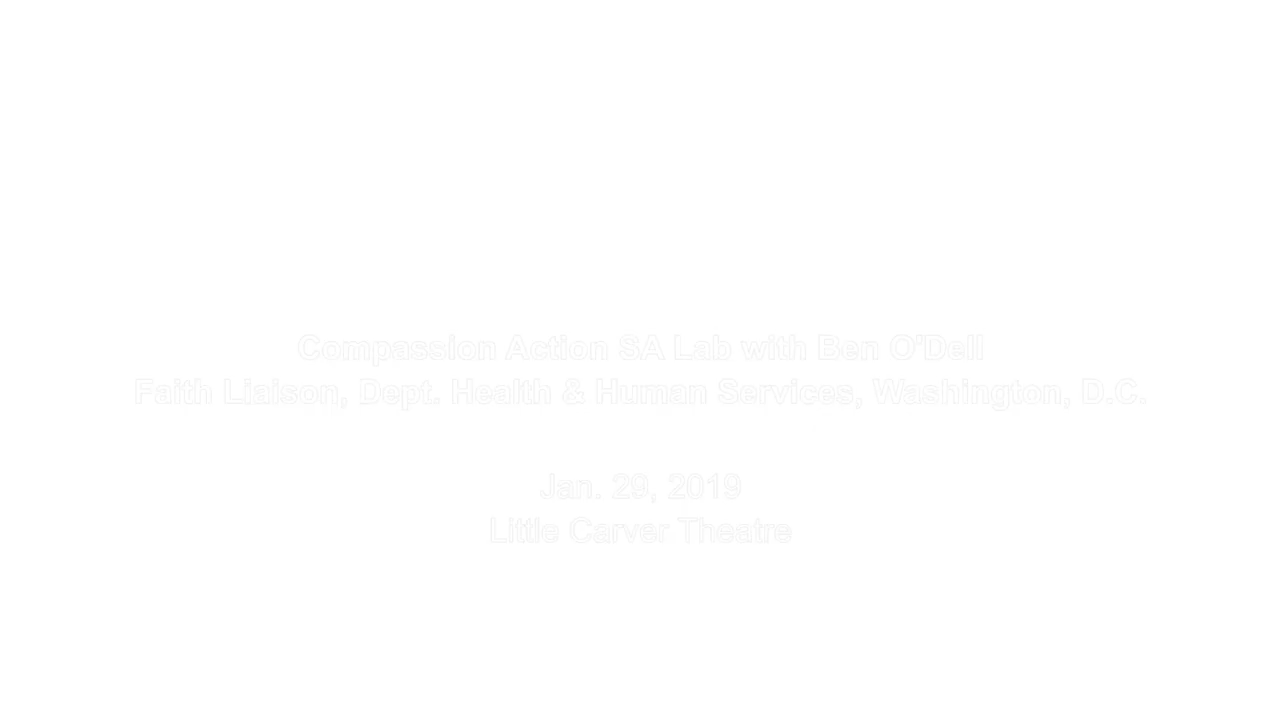 Compassion Action SA Lab with Ben O'Dell
Faith Liaison, Dept. Health & Human Services, Washington, D.C.
Jan. 29, 2019
Little Carver Theatre